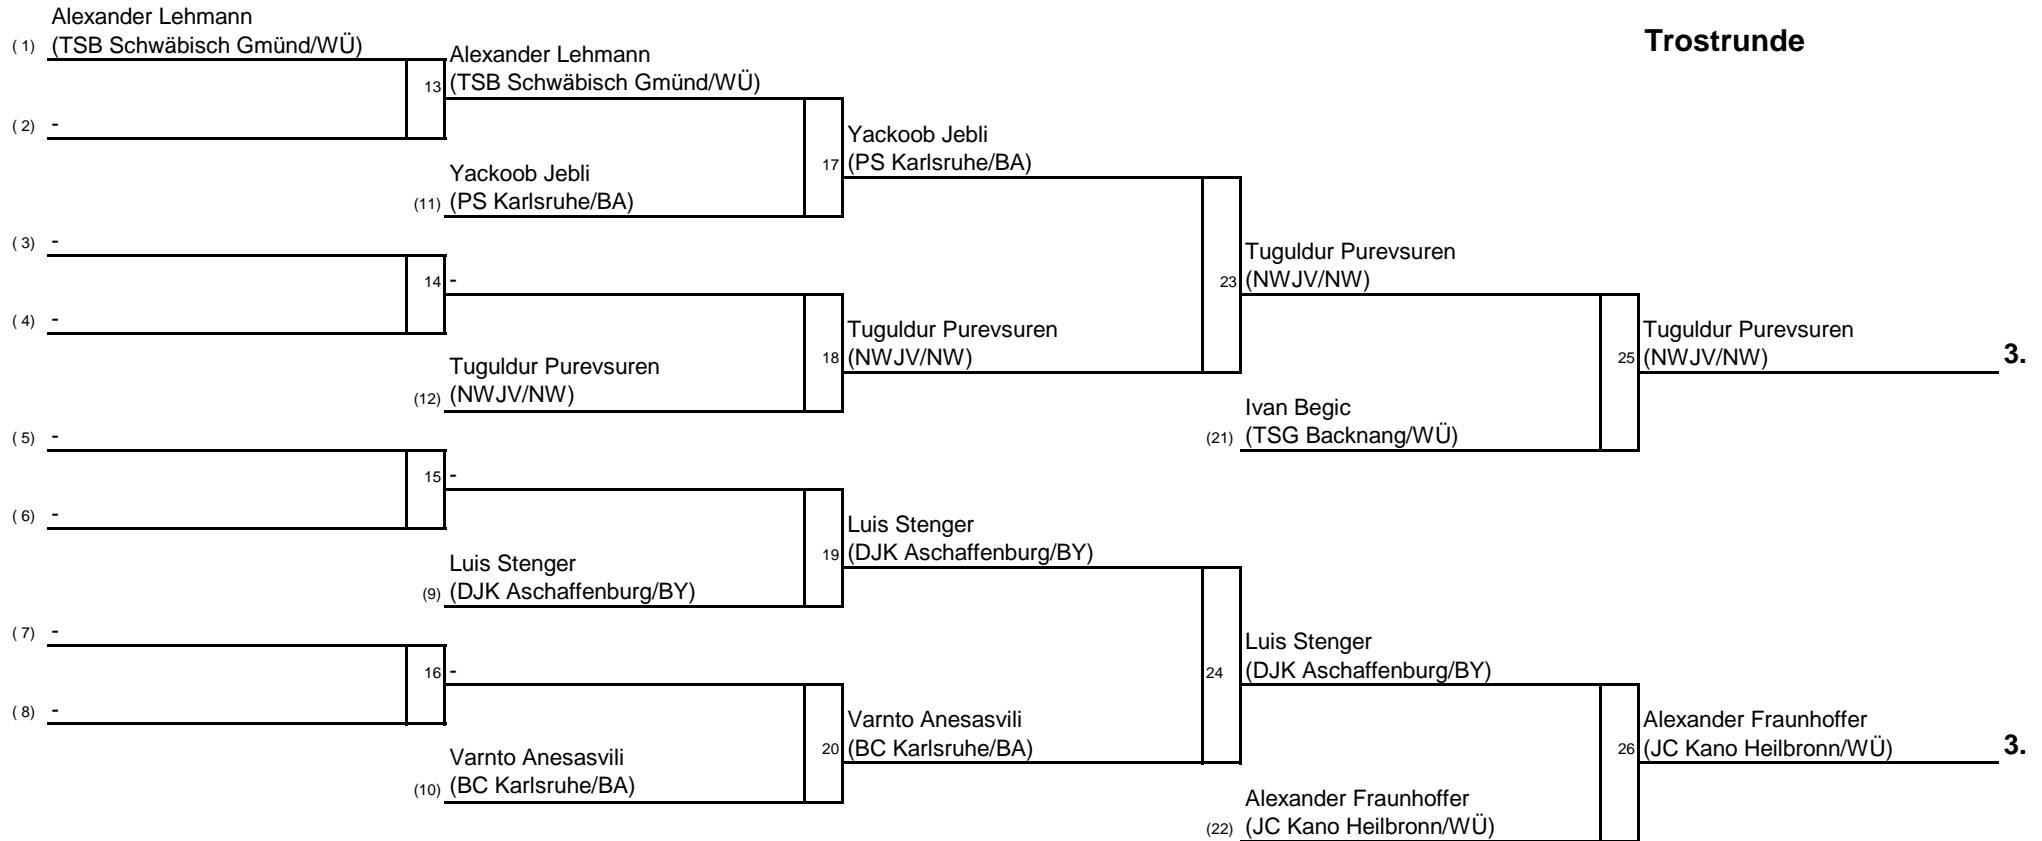 Trostrunde
Alexander Lehmann
( 1) (TSB Schwäbisch Gmünd/WÜ)
( 2) -
( 3) -
( 4) -
( 5) -
( 6) -
( 7) -
( 8) -
Alexander Lehmann
13 (TSB Schwäbisch Gmünd/WÜ)
Yackoob Jebli
(11) (PS Karlsruhe/BA)
14 -
Tuguldur Purevsuren
(12) (NWJV/NW)
15 -
Luis Stenger
(9) (DJK Aschaffenburg/BY)
16 -
Varnto Anesasvili
(10) (BC Karlsruhe/BA)
Yackoob Jebli
17 (PS Karlsruhe/BA)
Tuguldur Purevsuren
18 (NWJV/NW)
Luis Stenger
19 (DJK Aschaffenburg/BY)
Varnto Anesasvili
20 (BC Karlsruhe/BA)
Tuguldur Purevsuren
23 (NWJV/NW)
Ivan Begic
(21) (TSG Backnang/WÜ)
Luis Stenger
24 (DJK Aschaffenburg/BY)
Alexander Fraunhoffer
(22) (JC Kano Heilbronn/WÜ)
Tuguldur Purevsuren
25 (NWJV/NW) 3.
Alexander Fraunhoffer
26 (JC Kano Heilbronn/WÜ) 3.